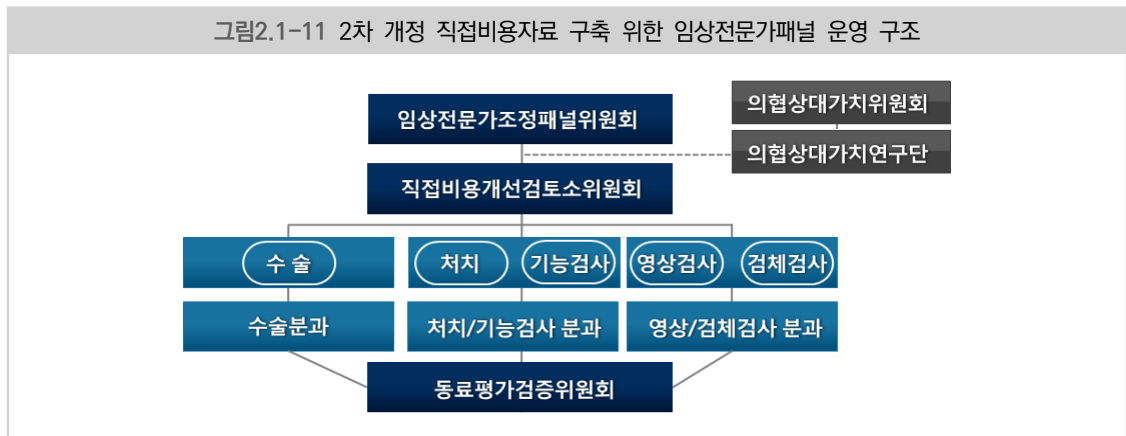 그림2.1-11 2차 개정 직접비용자료 구축 위한 임상전문가패널 운영 구조
의협상대가치위원회
임상전문가조정패널위원회
의협상대가치연구단
직접비용개선검토소위원회
수 술
처치
기능검사
영상검사
검체검사
수술분과
처치/기능검사 분과
영상/검체검사 분과
동료평가검증위원회